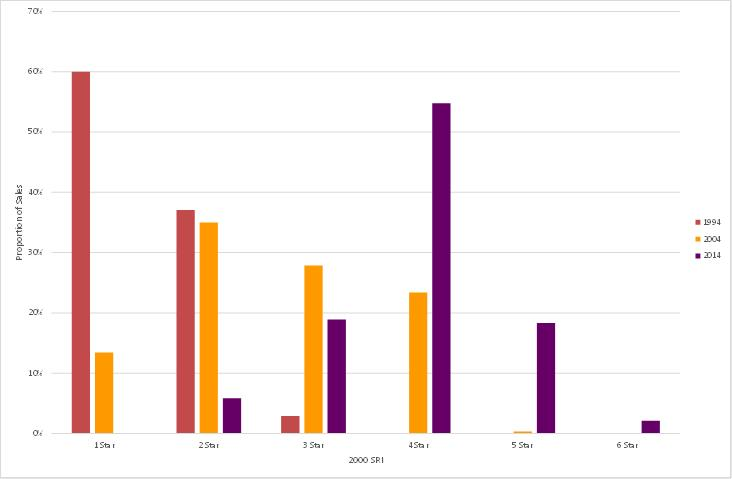 70%
60%
50%
40%
30%
20%
10%
0%
Proportion of Sales
1 Star
2 Star
3 Star
4 Star
5 Star
6 Star
2000 SRI
1994
2004
2014